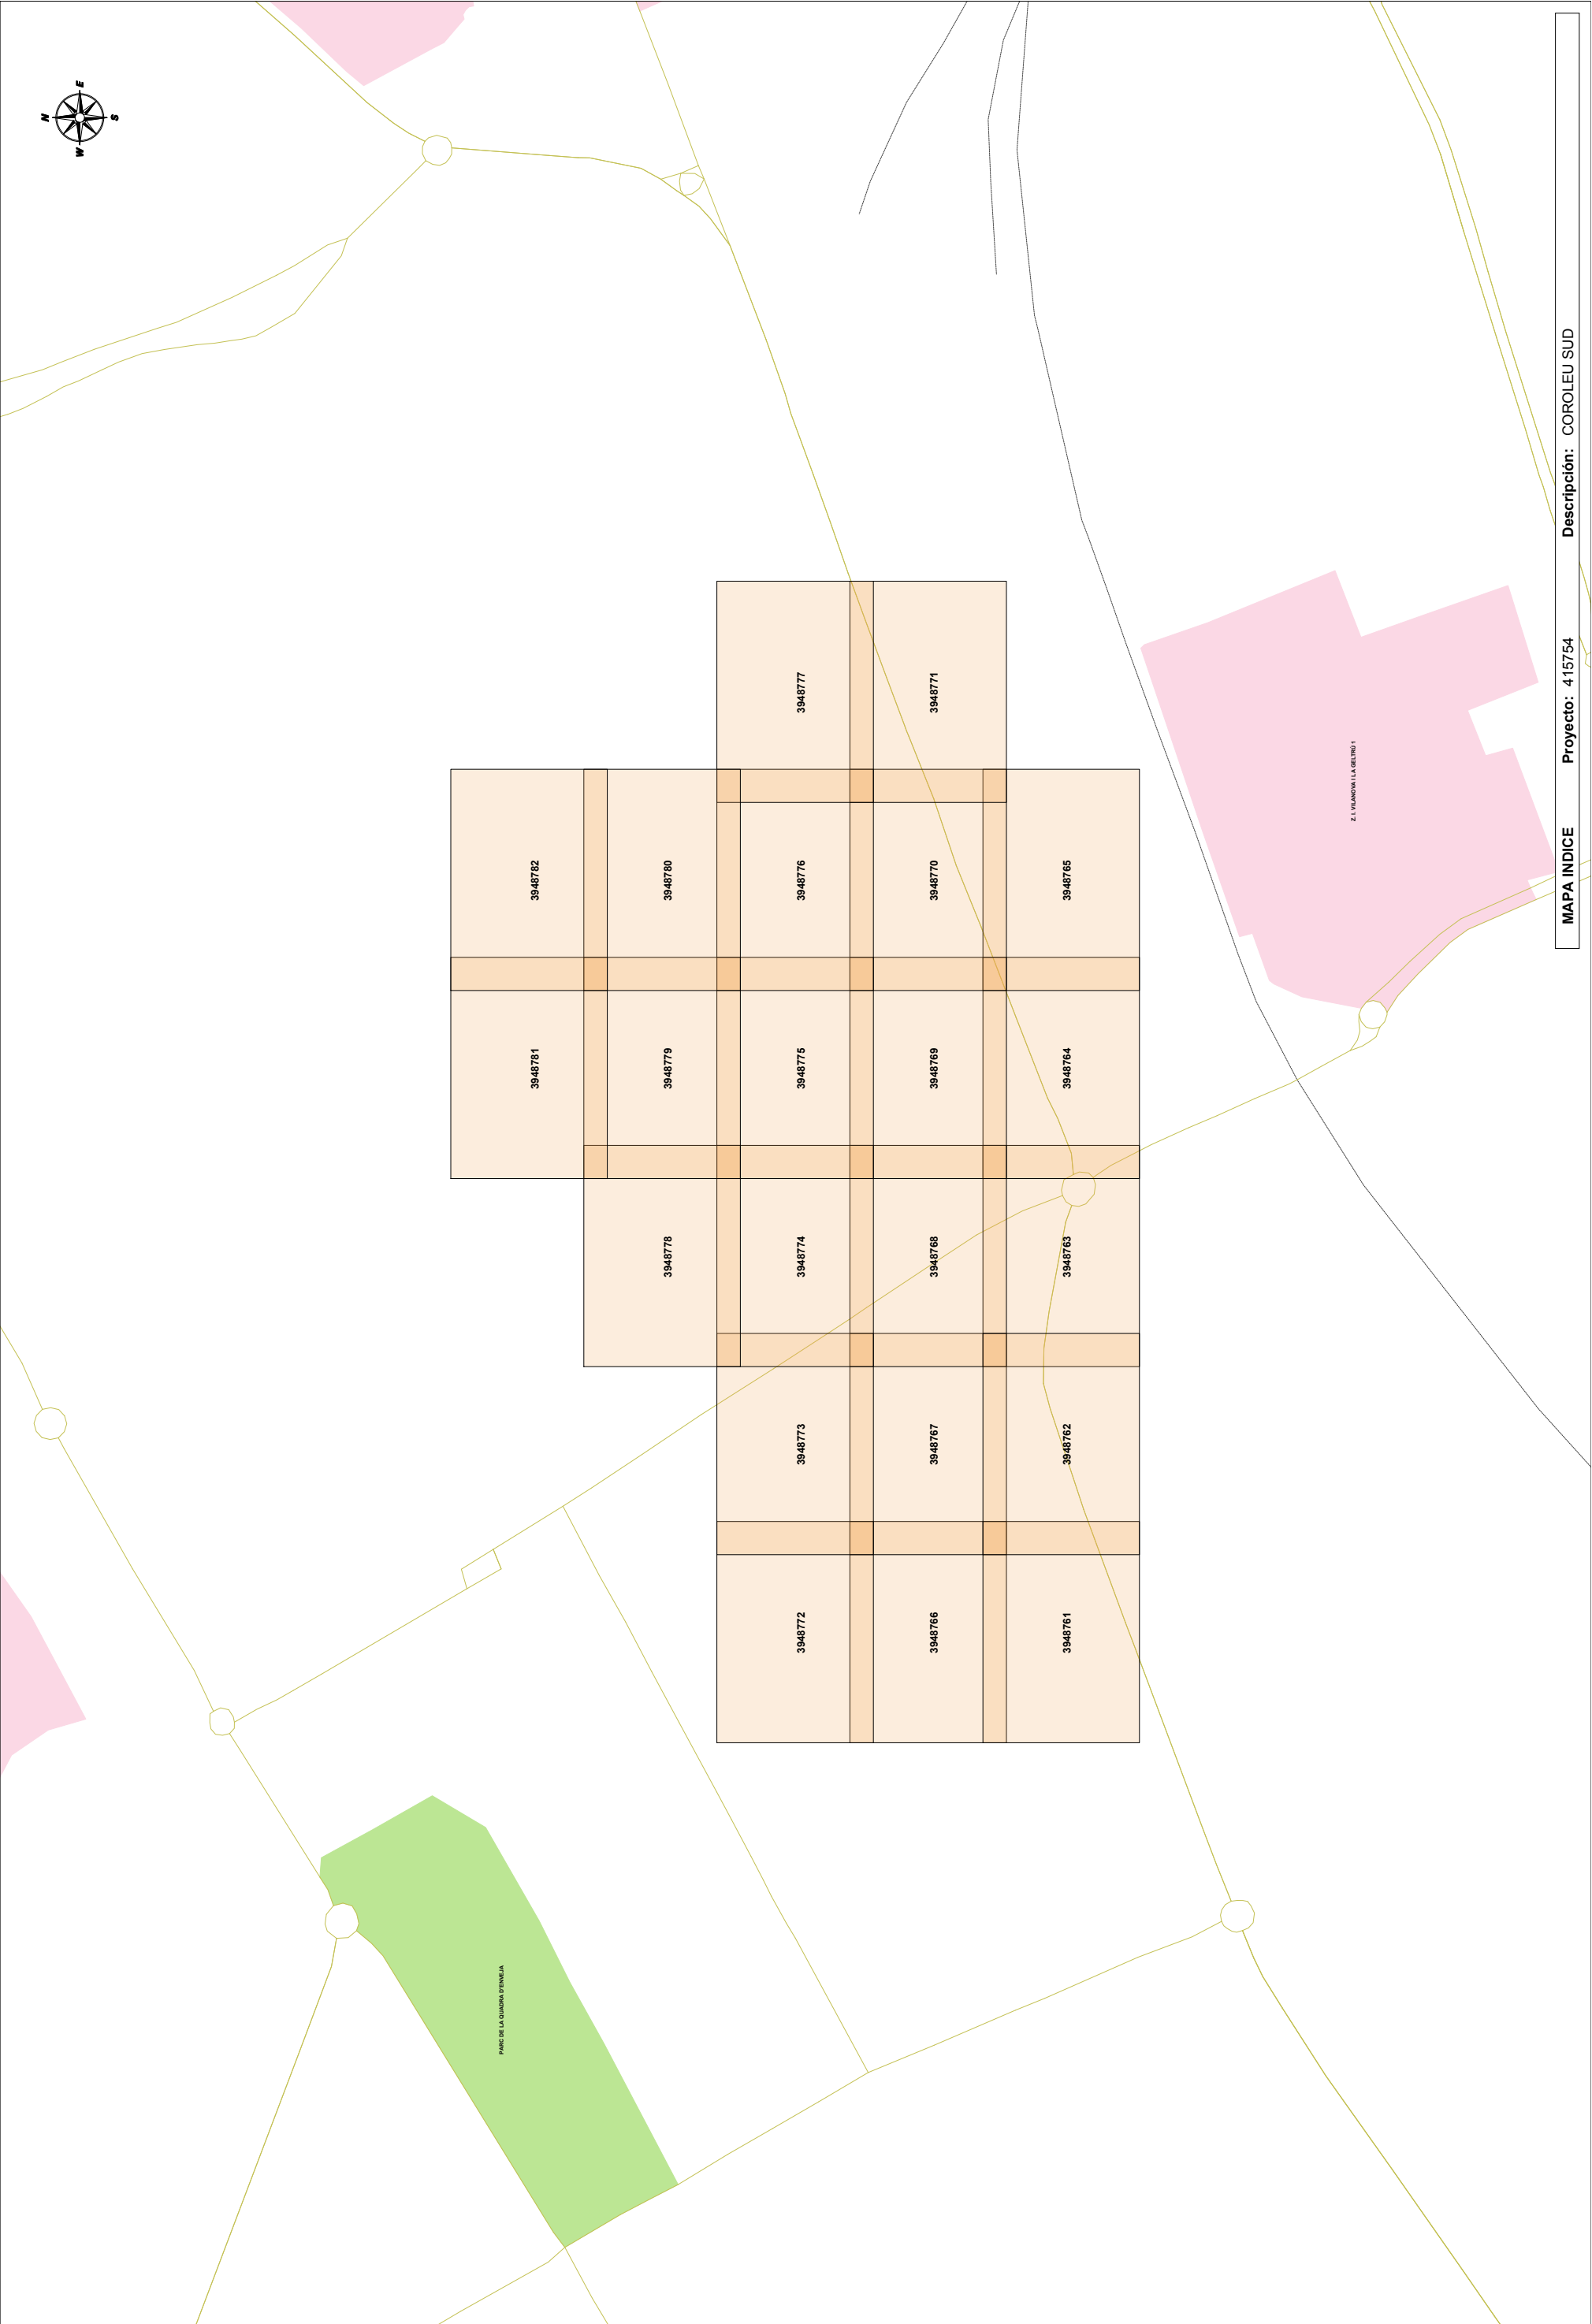 N
W E
S
PARC DE LA QUADRA D'ENVEJA
3948781 3948782
3948778 3948779 3948780
3948772 3948773 3948774 3948775 3948776 3948777
3948766 3948767 3948768 3948769 3948770 3948771
3948761 3948762 3948763 3948764 3948765
Z. I. VILANOVA I LA GELTRÚ 1
MAPA INDICE Proyecto: 415754 Descripción: COROLEU SUD